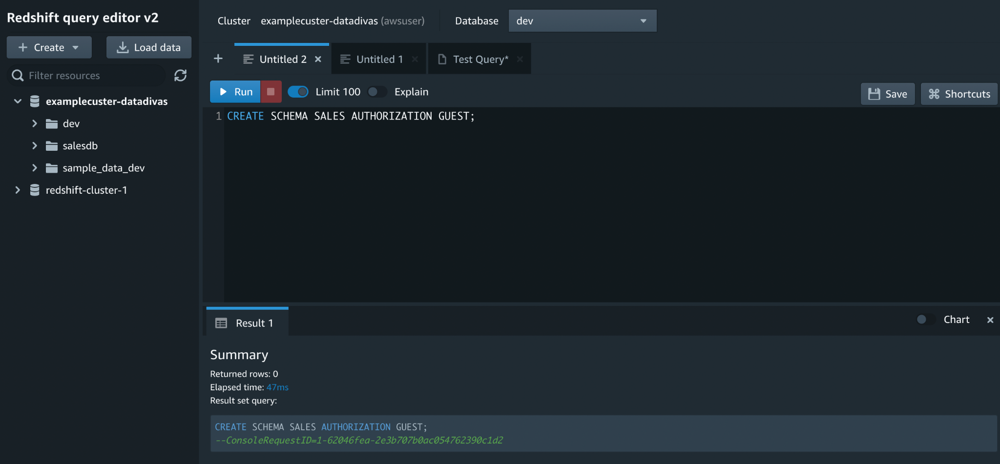 Redshift query editor v2
Create
Load data
Filter resources
examplecuster-datadivas
dev
salesdb
sample_data_dev
redshift-cluster-1
Cluster examplecuster-datadivas (awsuser) Database dev
Untitled 2 Untitled 1 Test Query*
Run Limit 100 Explain Save Shortcuts
1 CREATE SCHEMA SALES AUTHORIZATION GUEST;
Result 1 Chart
Summary
Returned rows: 0
Elapsed time: 47ms
Result set query:
CREATE SCHEMA SALES AUTHORIZATION GUEST;
--ConsoleRequestID=1-62046fea-2e3b707b0ac054762390c1d2